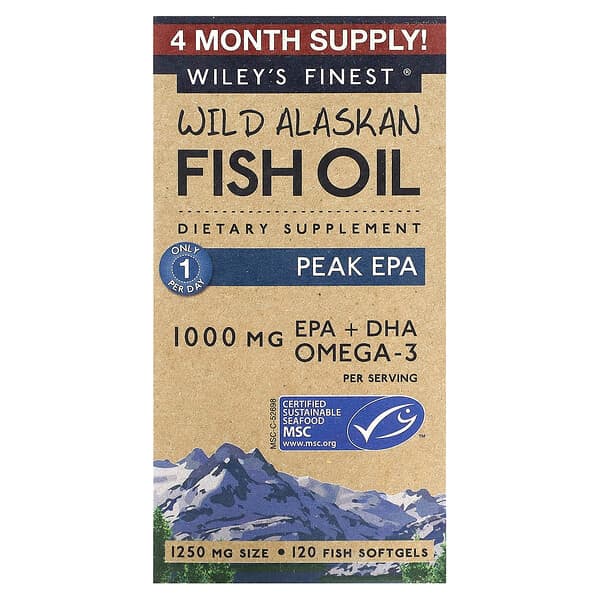 4 MONTH SUPPLY!
WILEY'S FINEST®
WILD ALASKAN
FISH OIL
DIETARY SUPPLEMENT
ONLY
1
PER DAY
PEAK EPA
1000 MG
EPA + DHA
OMEGA-3
PER SERVING
MSC-C-52698
CERTIFIED
SUSTAINABLE
SEAFOOD
MSC
www.msc.org
TM
1250 MG SIZE • 120 FISH SOFTGELS